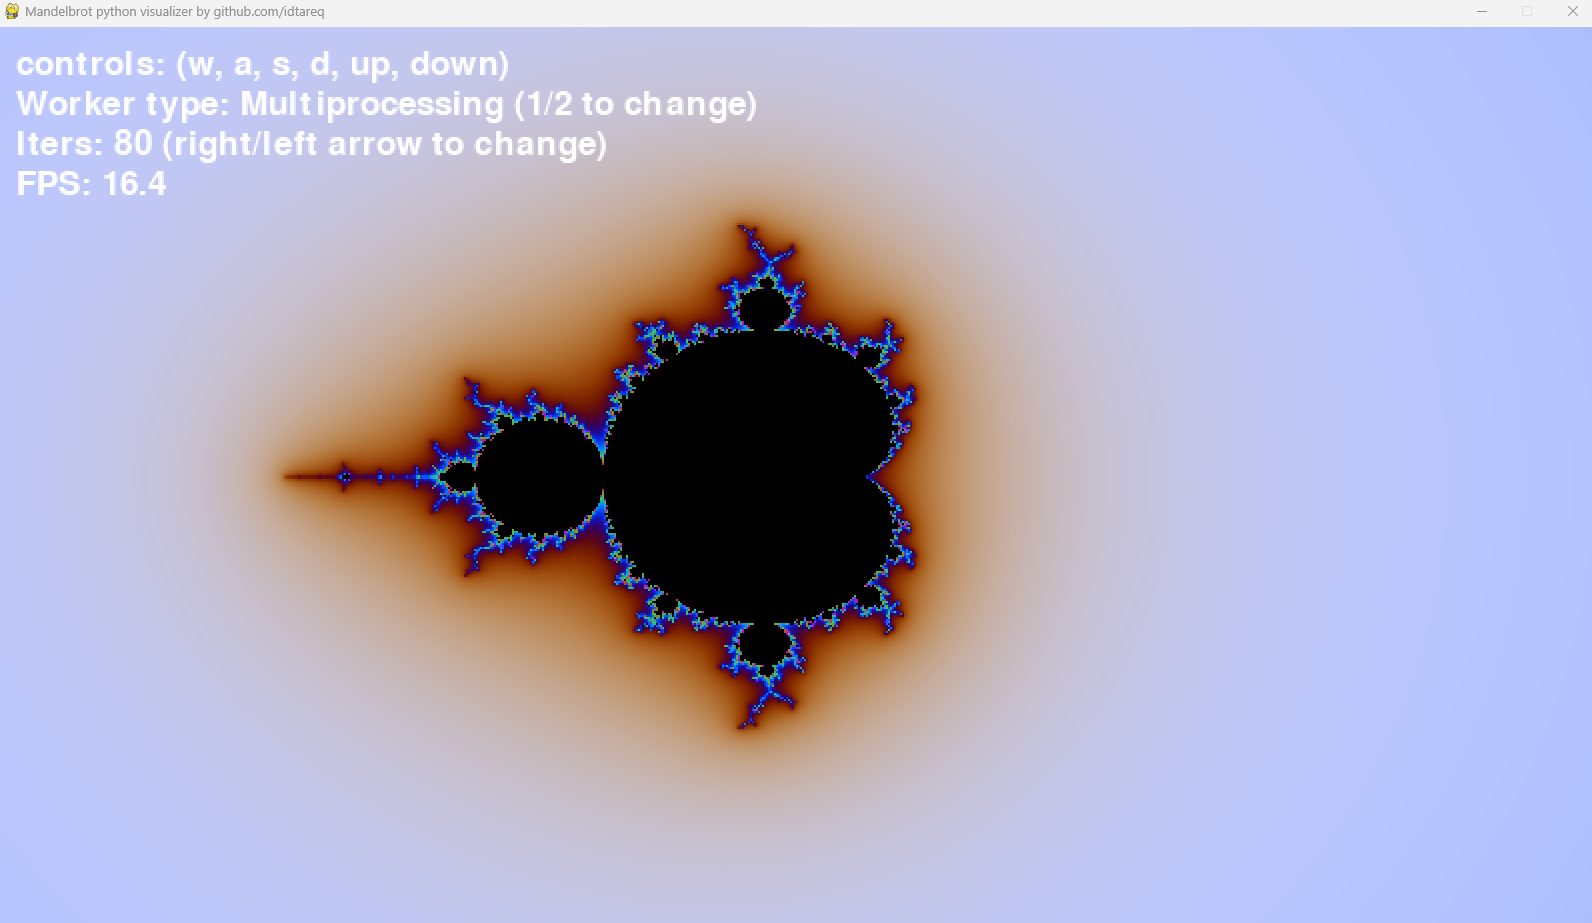 Mandelbrot python visualizer by github.com/idtareq
controls: (w, a, s, d, up, down)
Worker type: Multiprocessing (1/2 to change)
Iters: 80 (right/left arrow to change)
FPS: 16.4